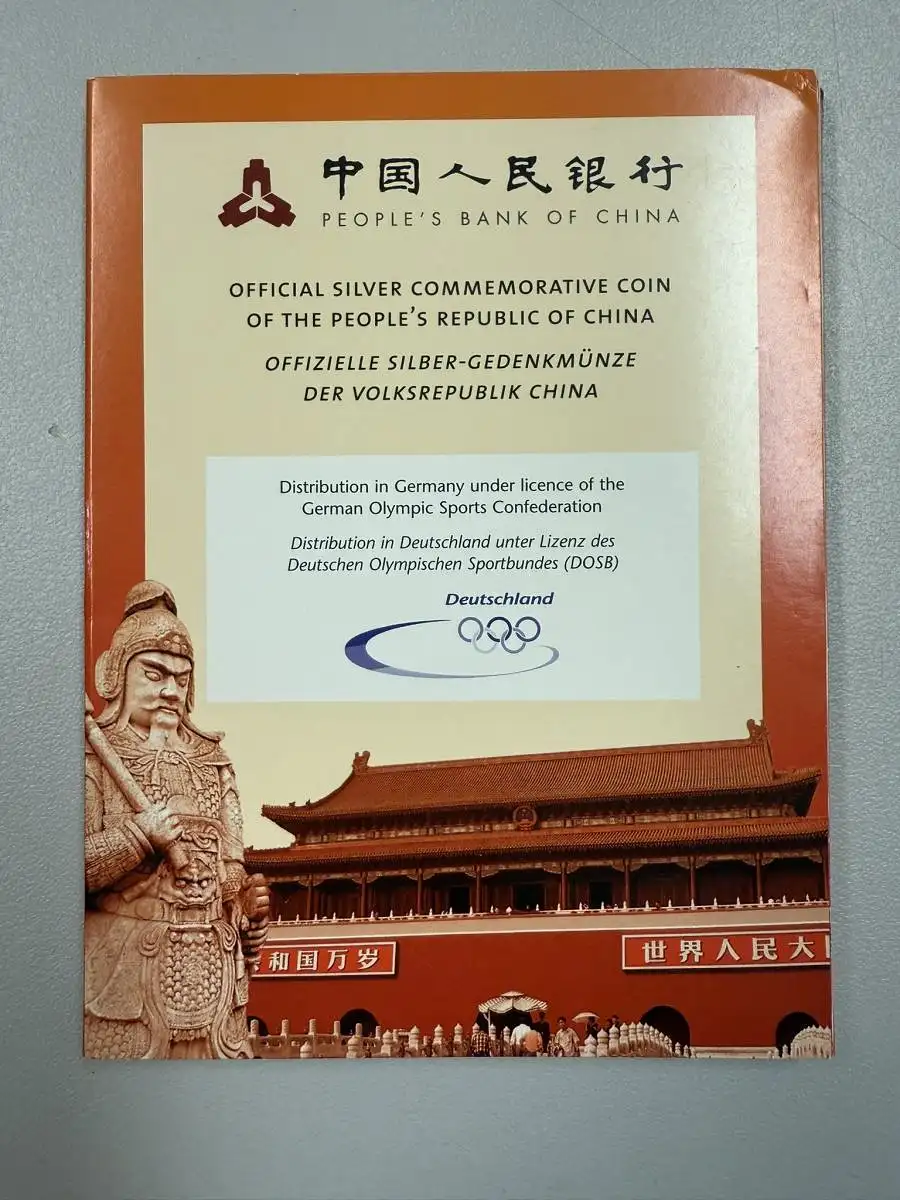 中国人民银行
PEOPLE'S BANK OF CHINA
OFFICIAL SILVER COMMEMORATIVE COIN
OF THE PEOPLE'S REPUBLIC OF CHINA
OFFIZIELLE SILBER-GEDENKMÜNZE
DER VOLKSREPUBLIK CHINA
Distribution in Germany under licence of the
German Olympic Sports Confederation
Distribution in Deutschland unter Lizenz des
Deutschen Olympischen Sportbundes (DOSB)
Deutschland
和国万岁
世界人民大